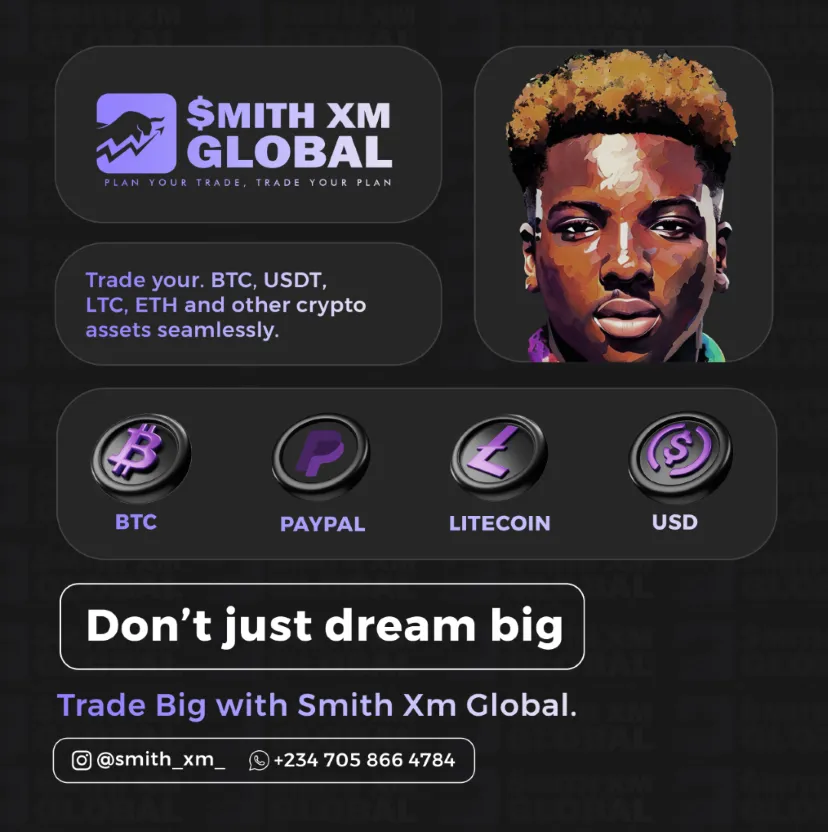 $MITH XM
GLOBAL
PLAN YOUR TRADE, TRADE YOUR PLAN
Trade your. BTC, USDT,
LTC, ETH and other crypto
assets seamlessly.
BTC
PAYPAL
LITECOIN
USD
Don’t just dream big
Trade Big with Smith Xm Global.
@smith_xm_ +234 705 866 4784